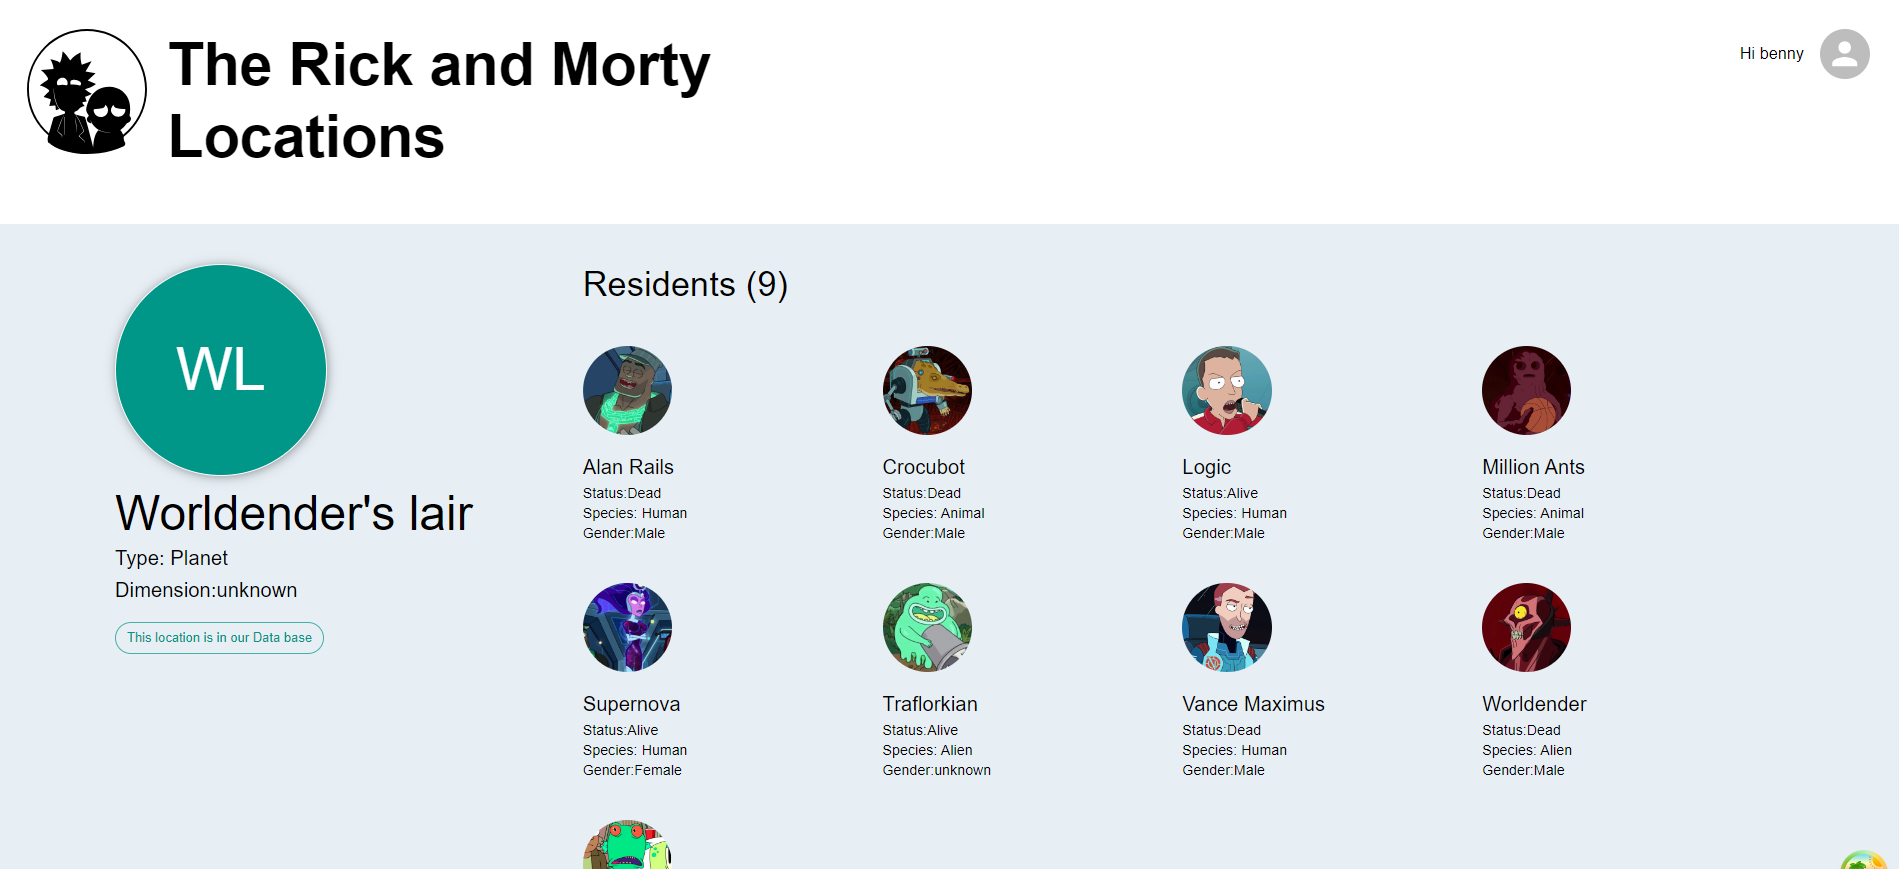 The Rick and Morty
Locations
Hi benny
WL
Worldender's lair
Type: Planet
Dimension:unknown
This location is in our Data base
Residents (9)
Alan Rails
Status:Dead
Species: Human
Gender:Male
Crocubot
Status:Dead
Species: Animal
Gender:Male
Logic
Status:Alive
Species: Human
Gender:Male
Million Ants
Status:Dead
Species: Animal
Gender:Male
Supernova
Status:Alive
Species: Human
Gender:Female
Traflorkian
Status:Alive
Species: Alien
Gender:unknown
Vance Maximus
Status:Dead
Species: Human
Gender:Male
Worldender
Status:Dead
Species: Alien
Gender:Male